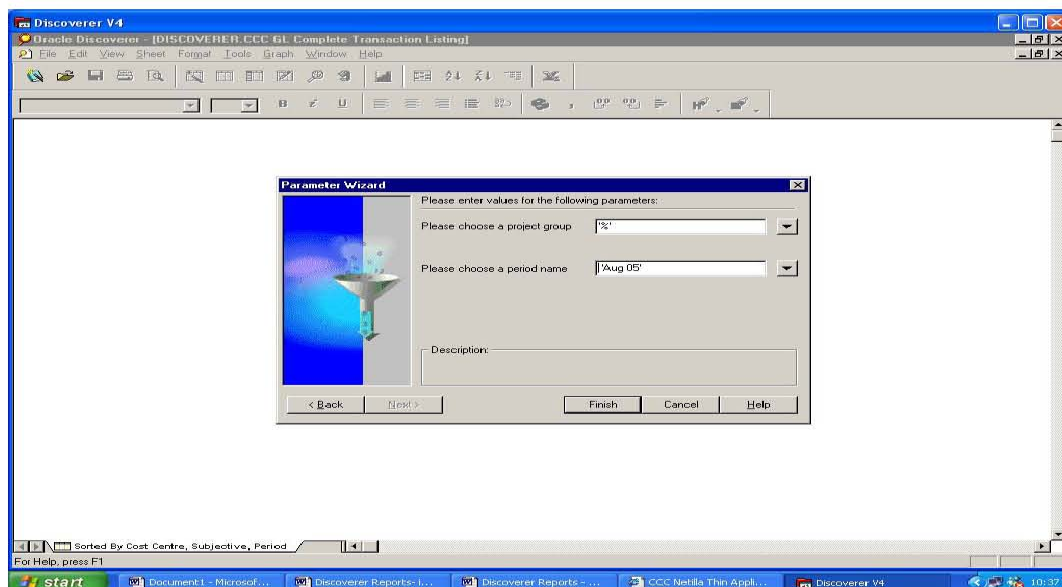 Discoverer V4
Oracle Discoverer - [DISCOVERER.CCC GL Complete Transaction Listing]
File Edit View Sheet Format Tools Graph Window Help
B i U
Parameter Wizard
Please enter values for the following parameters:
Please choose a project group '%'
Please choose a period name 'Aug 05'
Description:
< Back Next > Finish Cancel Help
Sorted By Cost Centre, Subjective, Period
For Help, press F1
start Document1 - Microsof... Discoverer Reports- i... Discoverer Reports - ... CCC Netilla Thin Appli... Discoverer V4 10:37